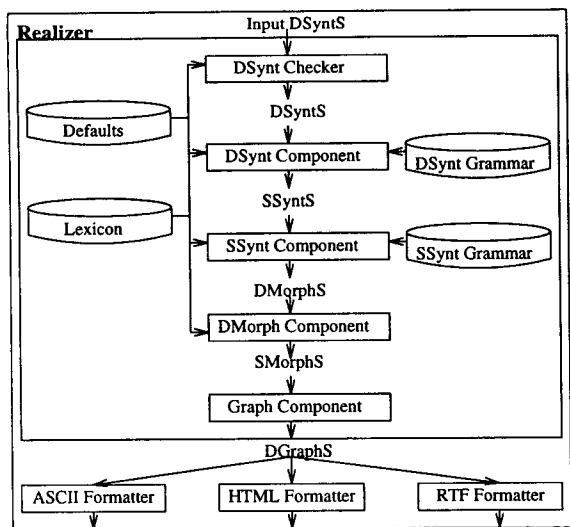 Input DSyntS
Realizer
DSynt Checker
DSyntS
Defaults
DSynt Component
DSynt Grammar
SSyntS
Lexicon
SSynt Component
SSynt Grammar
DMorphS
DMorph Component
SMorphS
Graph Component
DGraphS
ASCII Formatter HTML Formatter RTF Formatter